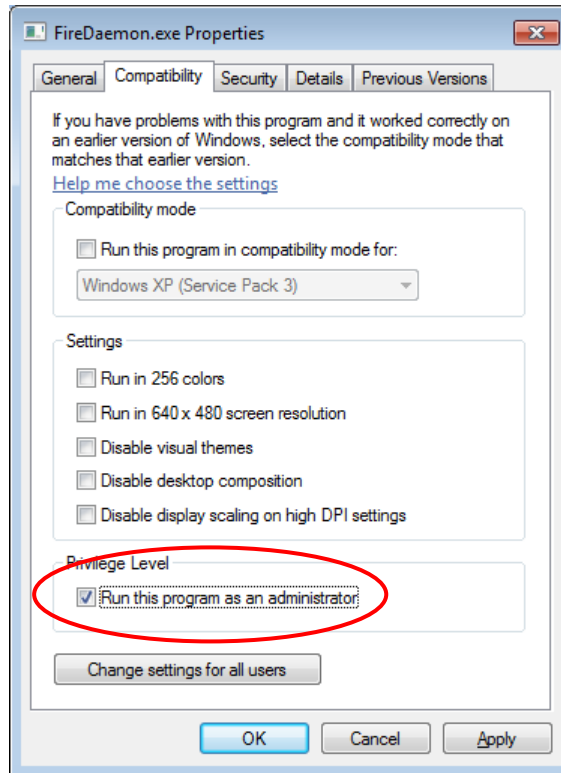 FireDaemon.exe Properties
General Compatibility Security Details Previous Versions
If you have problems with this program and it worked correctly on
an earlier version of Windows, select the compatibility mode that
matches that earlier version.
Help me choose the settings
Compatibility mode
Run this program in compatibility mode for:
Windows XP (Service Pack 3)
Settings
Run in 256 colors
Run in 640 x 480 screen resolution
Disable visual themes
Disable desktop composition
Disable display scaling on high DPI settings
Privilege Level
Run this program as an administrator
Change settings for all users
OK Cancel Apply